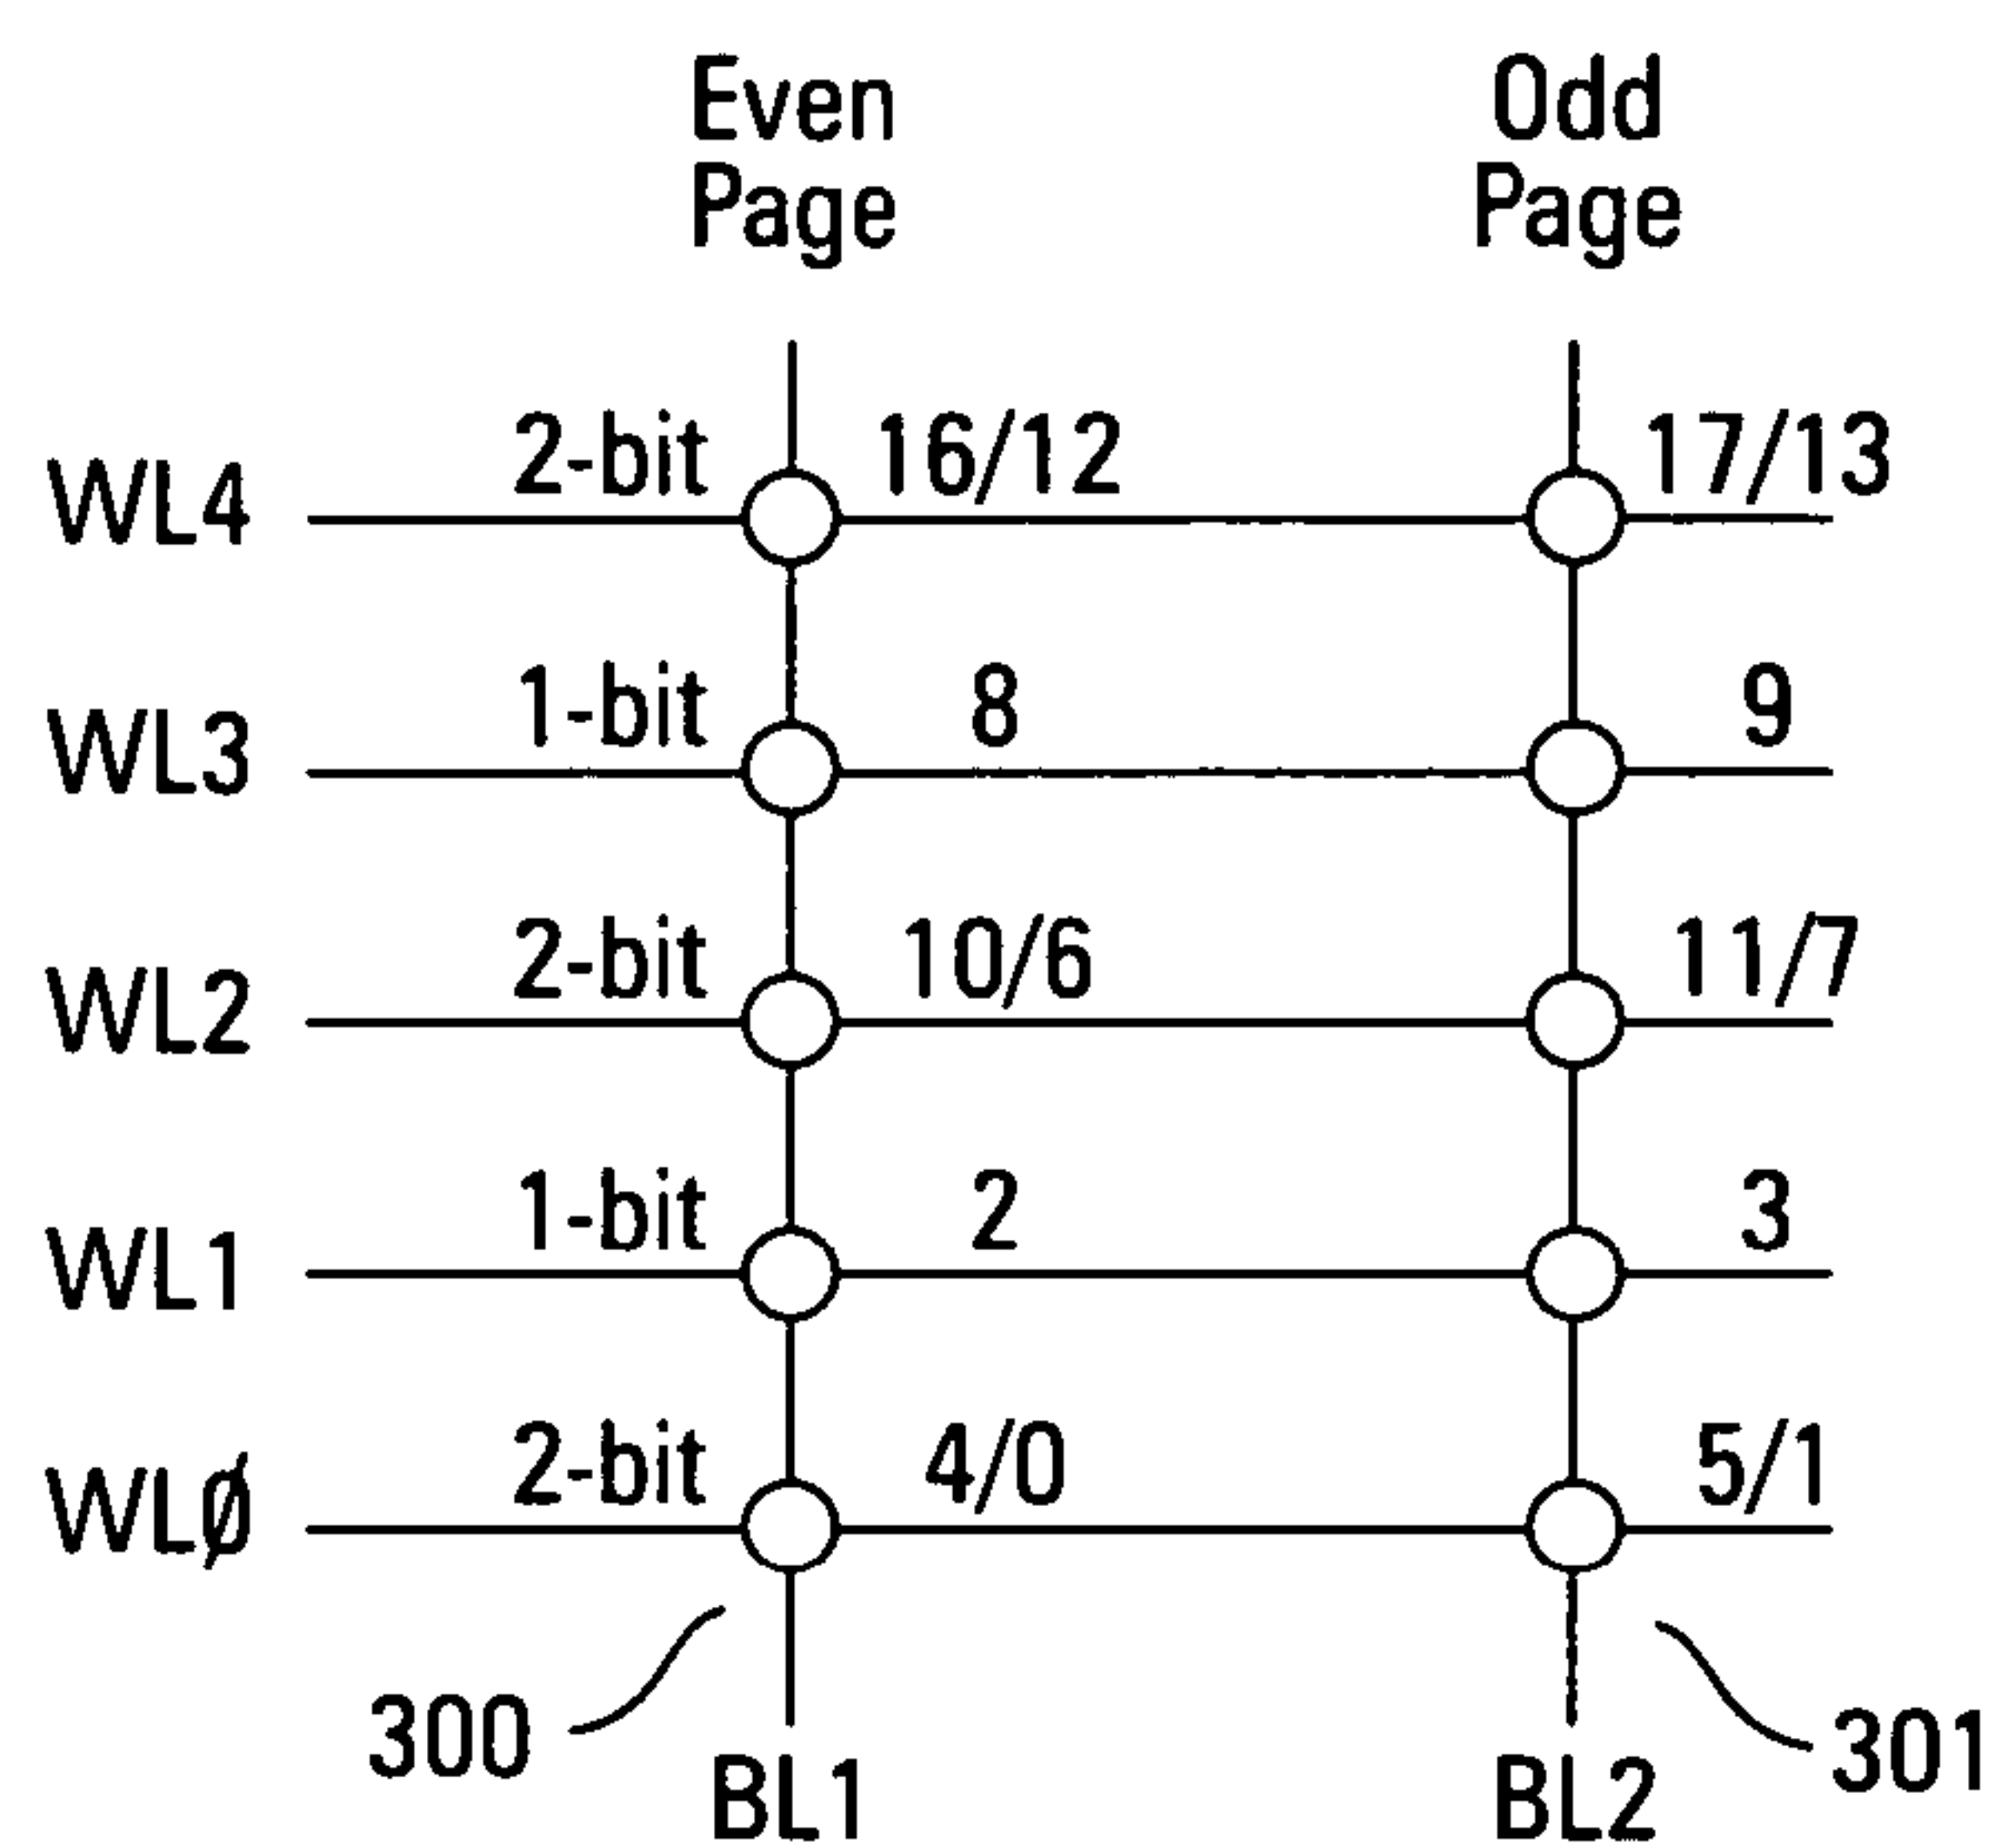 Even Page
Odd Page
WL4 2-bit 16/12 17/13
WL3 1-bit 8 9
WL2 2-bit 10/6 11/7
WL1 1-bit 2 3
WLØ 2-bit 4/0 5/1
300 301
BL1 BL2